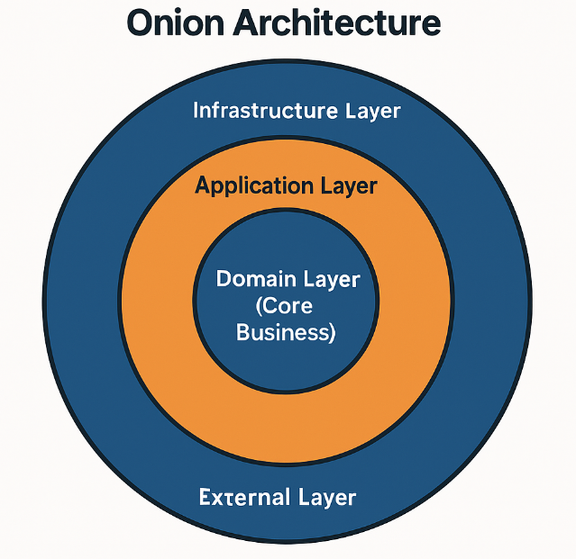 Onion Architecture
Infrastructure Layer
Application Layer
Domain Layer
(Core
Business)
External Layer